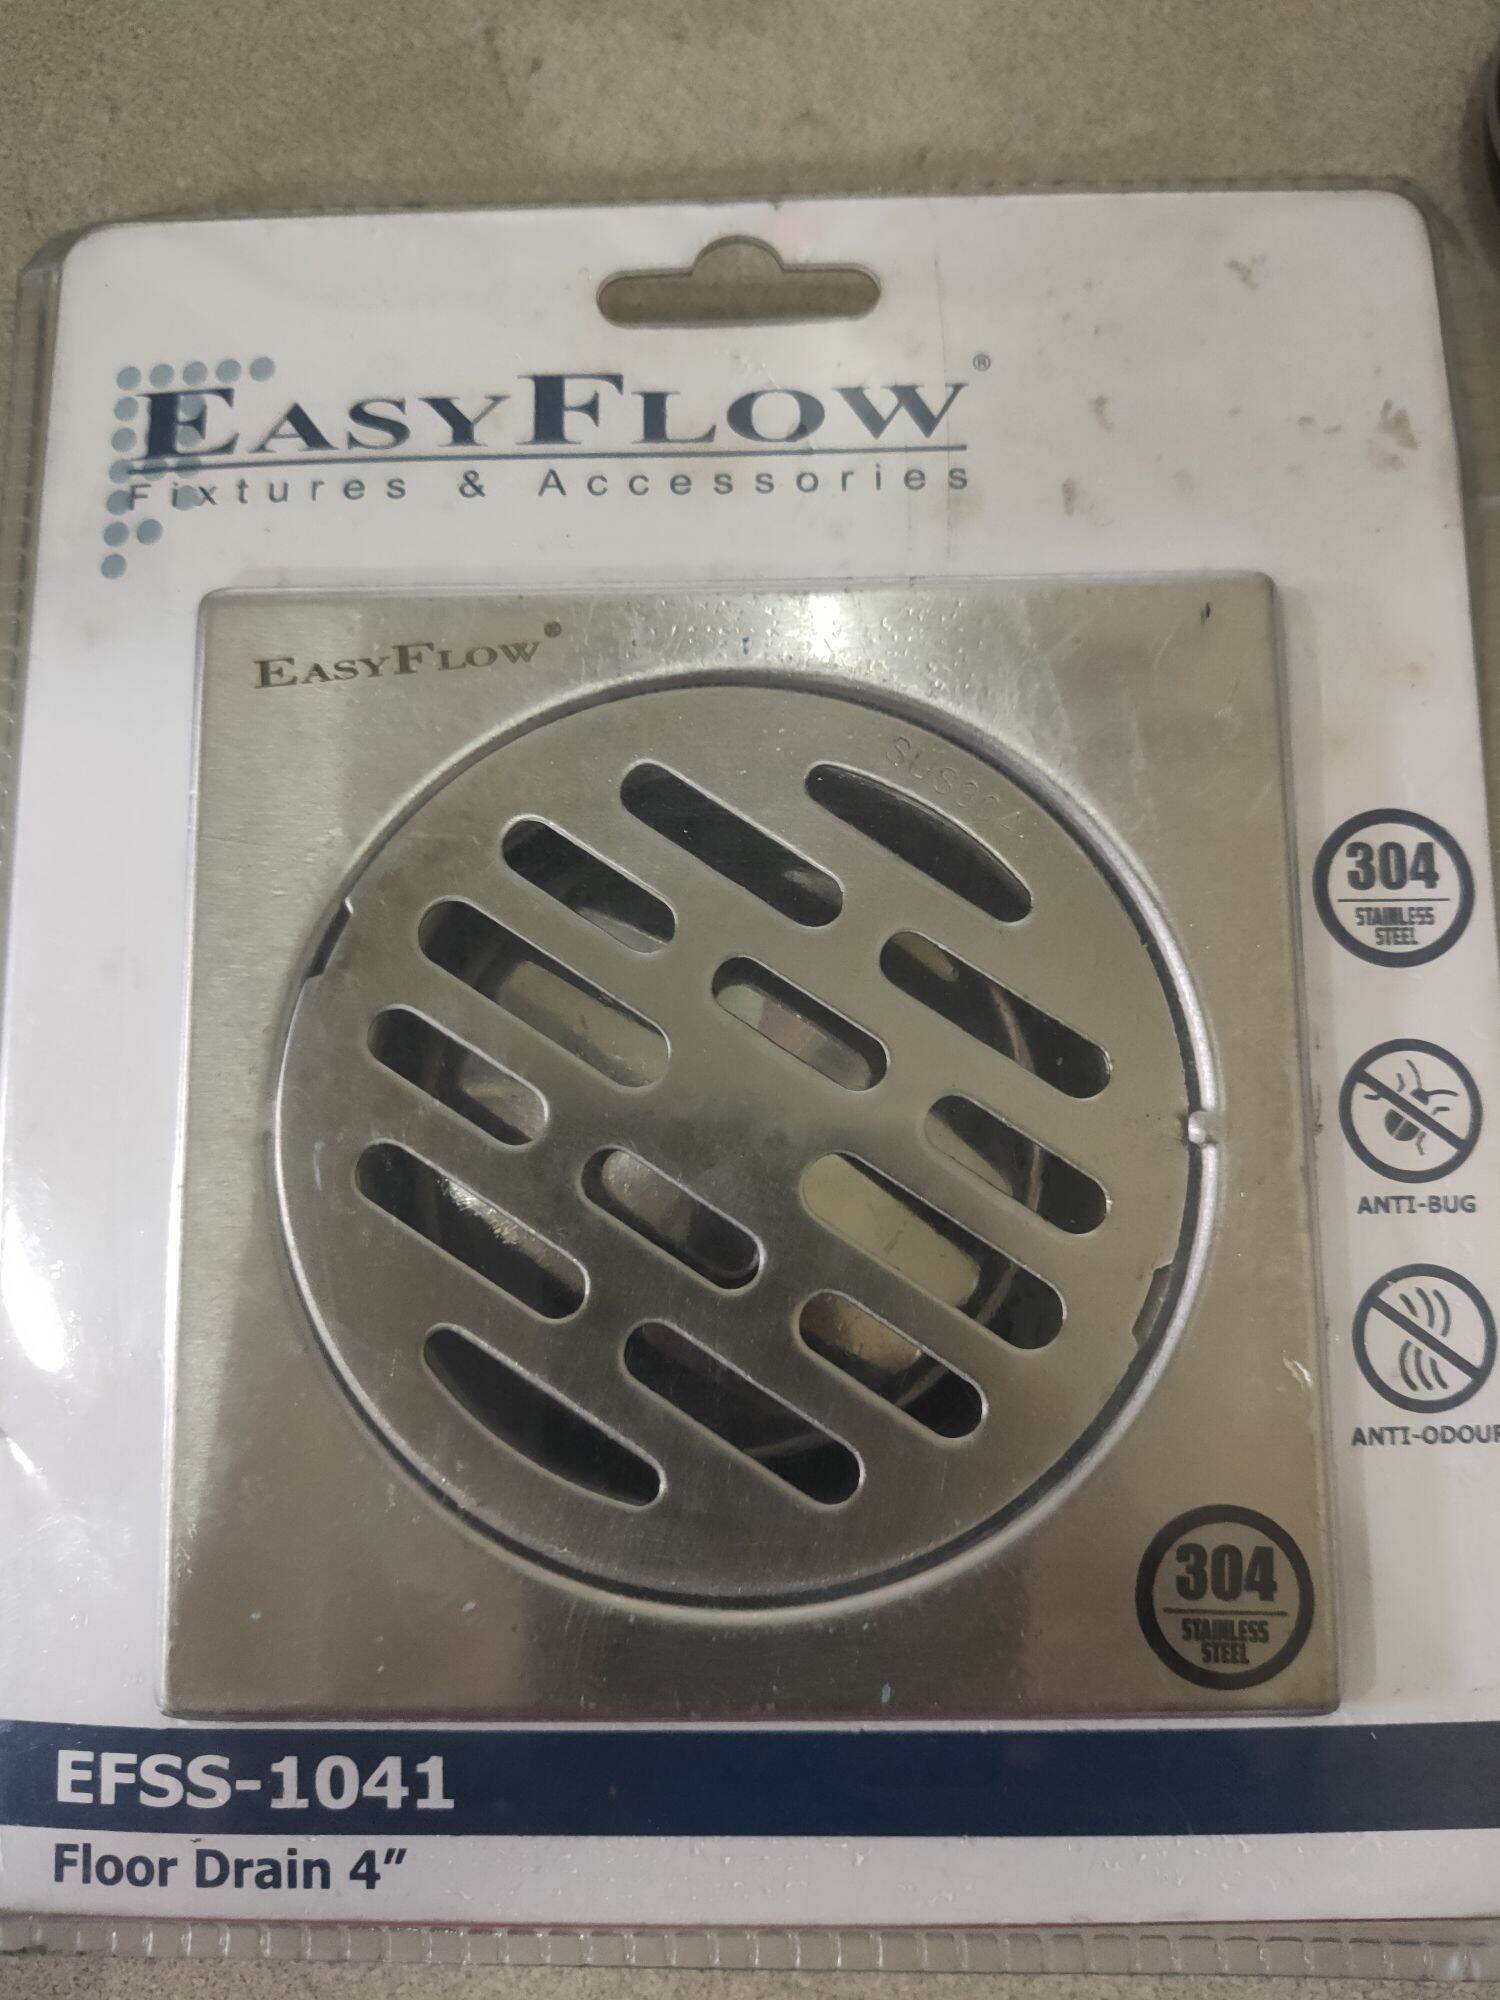 EASYFLOW®
Fixtures & Accessories
EASYFLOW®
SUS304
304
STAINLESS
STEEL
ANTI-BUG
ANTI-ODOUR
304
STAINLESS
STEEL
EFSS-1041
Floor Drain 4"